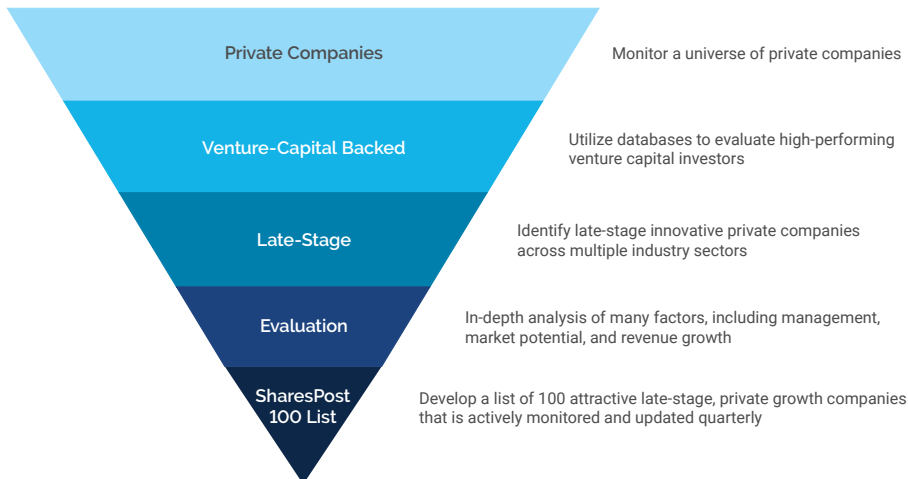 Private Companies
Monitor a universe of private companies
Venture-Capital Backed
Utilize databases to evaluate high-performing
venture capital investors
Late-Stage
Identify late-stage innovative private companies
across multiple industry sectors
Evaluation
In-depth analysis of many factors, including management,
market potential, and revenue growth
SharesPost
100 List
Develop a list of 100 attractive late-stage, private growth companies
that is actively monitored and updated quarterly